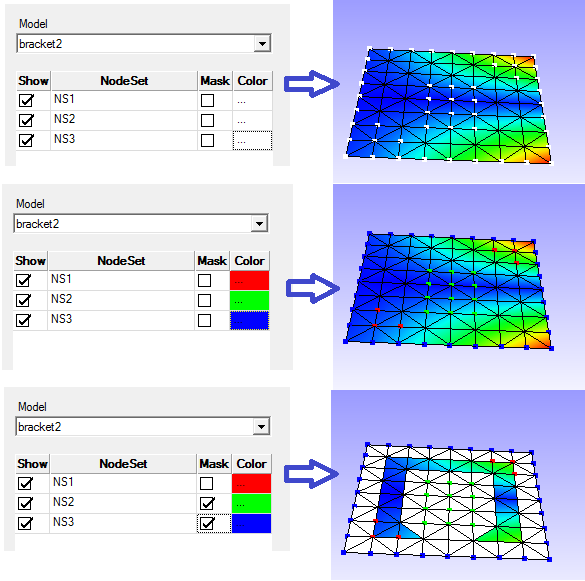 Model
bracket2
Show NodeSet Mask Color
NS1 ...
NS2 ...
NS3 ...
Model
bracket2
Show NodeSet Mask Color
NS1 ...
NS2 ...
NS3
Model
bracket2
Show NodeSet Mask Color
NS1 ...
NS2 ...
NS3